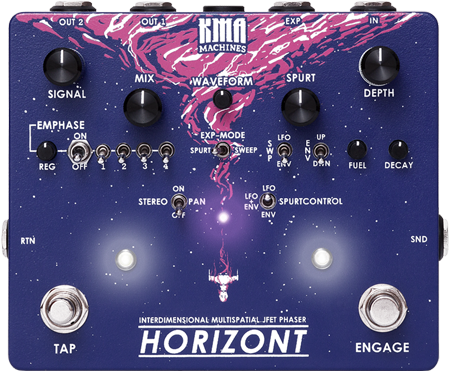 OUT 2 OUT 1 EXP IN
KMA
MACHINES
SIGNAL MIX WAVEFORM SPURT DEPTH
EMPHASE
ON
OFF
REG 1 2 3 4
EXP-MODE
SPURT SWEEP
SWP LFO ENV
ENV UP DWN
FUEL DECAY
ON
STEREO PAN
OFF
LFO
LFO
ENV
ENV
SPURTCONTROL
RTN SND
INTERDIMENSIONAL MULTISPATIAL JFET PHASER
HORIZONT
TAP ENGAGE